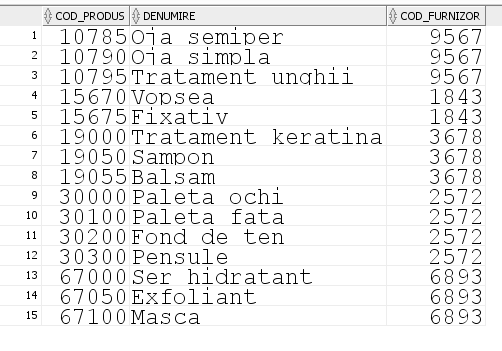 COD_PRODUS DENUMIRE COD_FURNIZOR
1 10785 Oja semiper 9567
2 10790 Oja simpla 9567
3 10795 Tratament unghii 9567
4 15670 Vopsea 1843
5 15675 Fixativ 1843
6 19000 Tratament keratina 3678
7 19050 Sampon 3678
8 19055 Balsam 3678
9 30000 Paleta ochi 2572
10 30100 Paleta fata 2572
11 30200 Fond de ten 2572
12 30300 Pensule 2572
13 67000 Ser hidratant 6893
14 67050 Exfoliant 6893
15 67100 Masca 6893